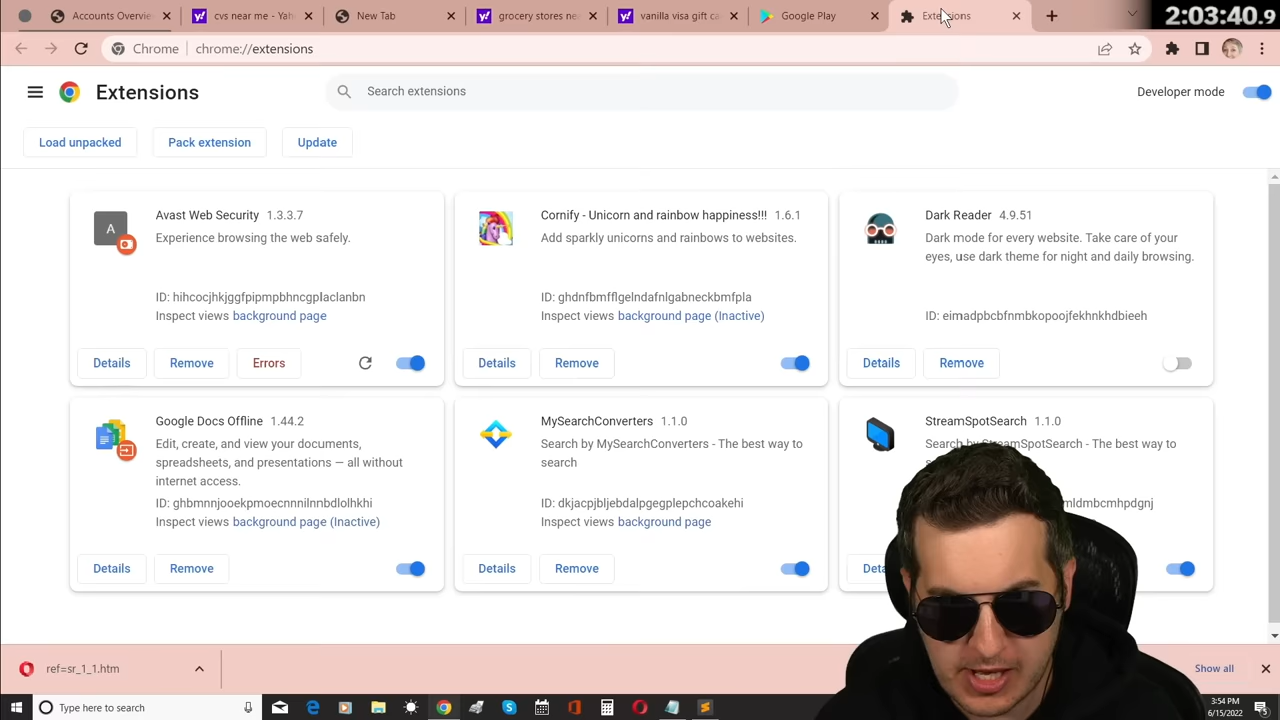 Accounts Overvie
cvs near me - Yah
New Tab
grocery stores ne
vanilla visa gift ca
Google Play
Extensions
2:03:40.9
Chrome
chrome://extensions
Extensions
Search extensions
Developer mode
Load unpacked
Pack extension
Update
Avast Web Security 1.3.3.7
Experience browsing the web safely.
ID: hihcocjhkjggfpipmpbhncgplaclanbn
Inspect views background page
Details
Remove
Errors
Cornify - Unicorn and rainbow happiness!!! 1.6.1
Add sparkly unicorns and rainbows to websites.
ID: ghdnfbmfflgelndafnlgabneckbmfpla
Inspect views background page (Inactive)
Details
Remove
Dark Reader 4.9.51
Dark mode for every website. Take care of your
eyes, use dark theme for night and daily browsing.
ID: eimadpbcbfnmbkopoojfekhnkhdbieeh
Details
Remove
Google Docs Offline 1.44.2
Edit, create, and view your documents,
spreadsheets, and presentations — all without
internet access.
ID: ghbmnnjooekpmoecnnnilnnbdlolhkhi
Inspect views background page (Inactive)
Details
Remove
MySearchConverters 1.1.0
Search by MySearchConverters - The best way to
search
ID: dkjacpjbljebdalpgegplepchcoakehi
Inspect views background page
Details
Remove
StreamSpotSearch 1.1.0
Search by StreamSpotSearch - The best way to
mldmbcmhpdgnj
Deta
ref=sr_1_1.htm
Show all
Type here to search
3:54 PM
6/15/2022